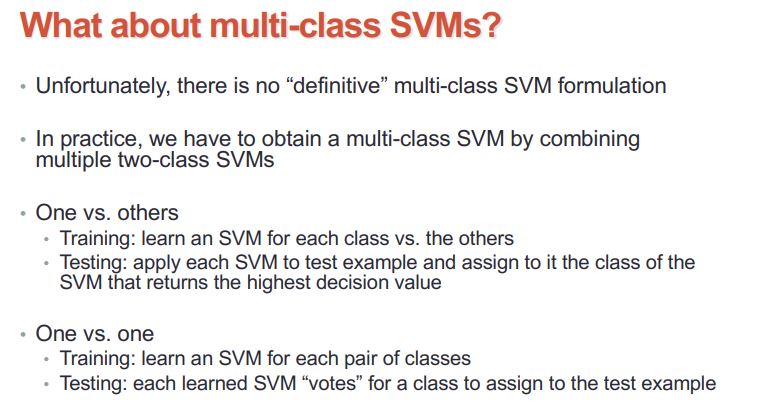 What about multi-class SVMs?
• Unfortunately, there is no “definitive” multi-class SVM formulation
• In practice, we have to obtain a multi-class SVM by combining
multiple two-class SVMs
• One vs. others
• Training: learn an SVM for each class vs. the others
• Testing: apply each SVM to test example and assign to it the class of the
SVM that returns the highest decision value
• One vs. one
• Training: learn an SVM for each pair of classes
• Testing: each learned SVM “votes” for a class to assign to the test example